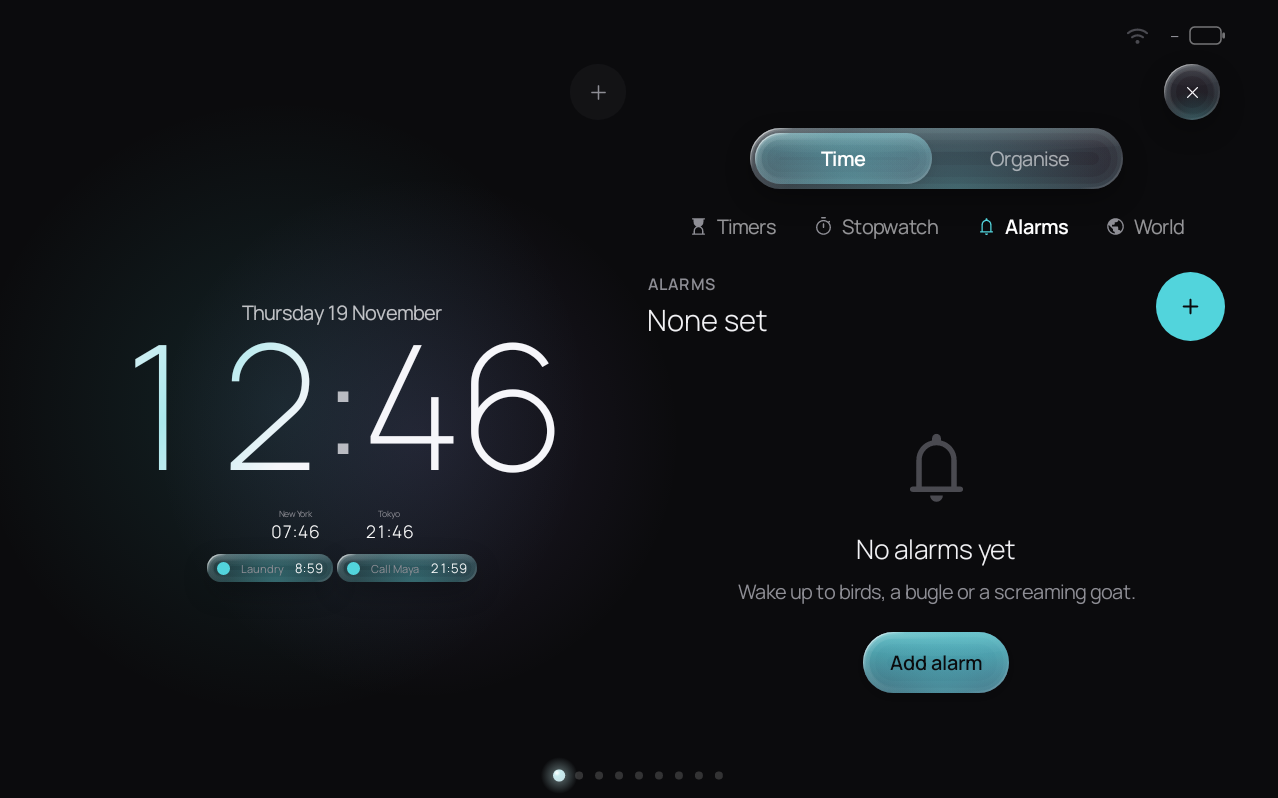 Time
Organise
Timers
Stopwatch
Alarms
World
ALARMS
None set
Thursday 19 November
12:46
New York
Tokyo
07:46
21:46
Laundry 8:59
Call Maya 21:59
No alarms yet
Wake up to birds, a bugle or a screaming goat.
Add alarm